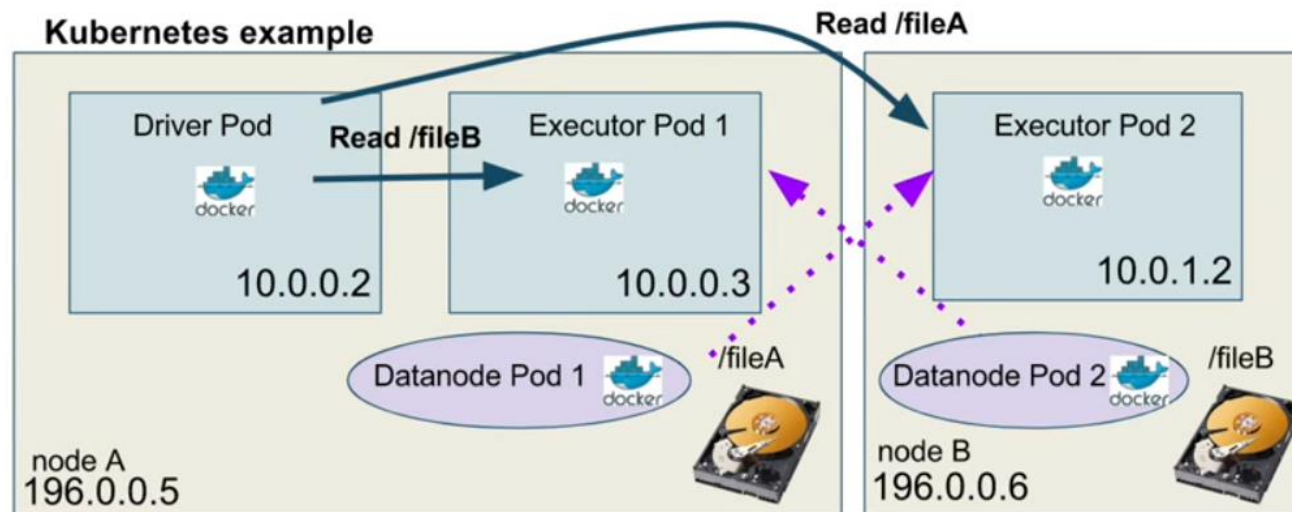 Kubernetes example
Read /fileA
Driver Pod
docker
10.0.0.2
Read /fileB
Executor Pod 1
docker
10.0.0.3
Executor Pod 2
docker
10.0.1.2
Datanode Pod 1
docker
/fileA
Datanode Pod 2
docker
/fileB
node A
196.0.0.5
node B
196.0.0.6